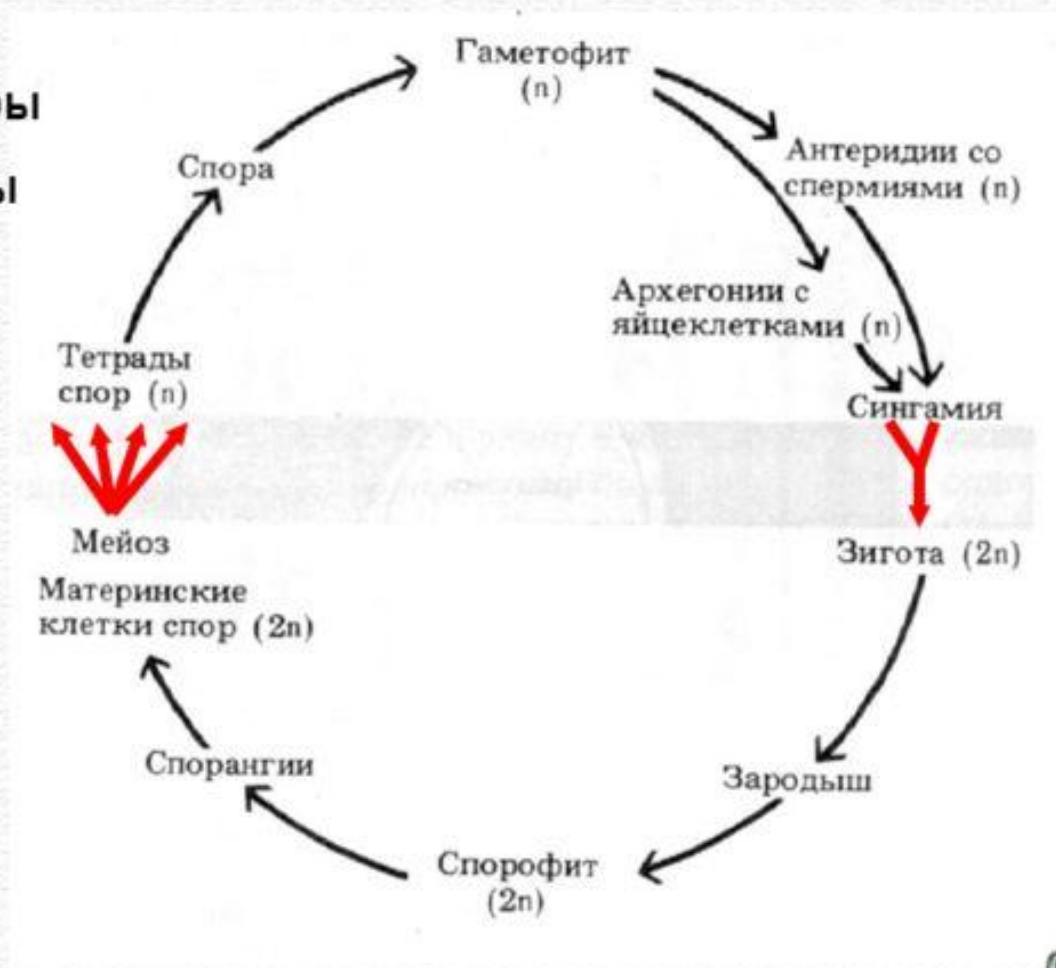 Гаметофит
(n)
Антеридии со
спермиями (n)
Архегонии с
яйцеклетками (n)
Сингамия
Зигота (2n)
Зародыш
Спорофит
(2n)
Спорангии
Материнские
клетки спор (2n)
Мейоз
Тетрады
спор (n)
Спора